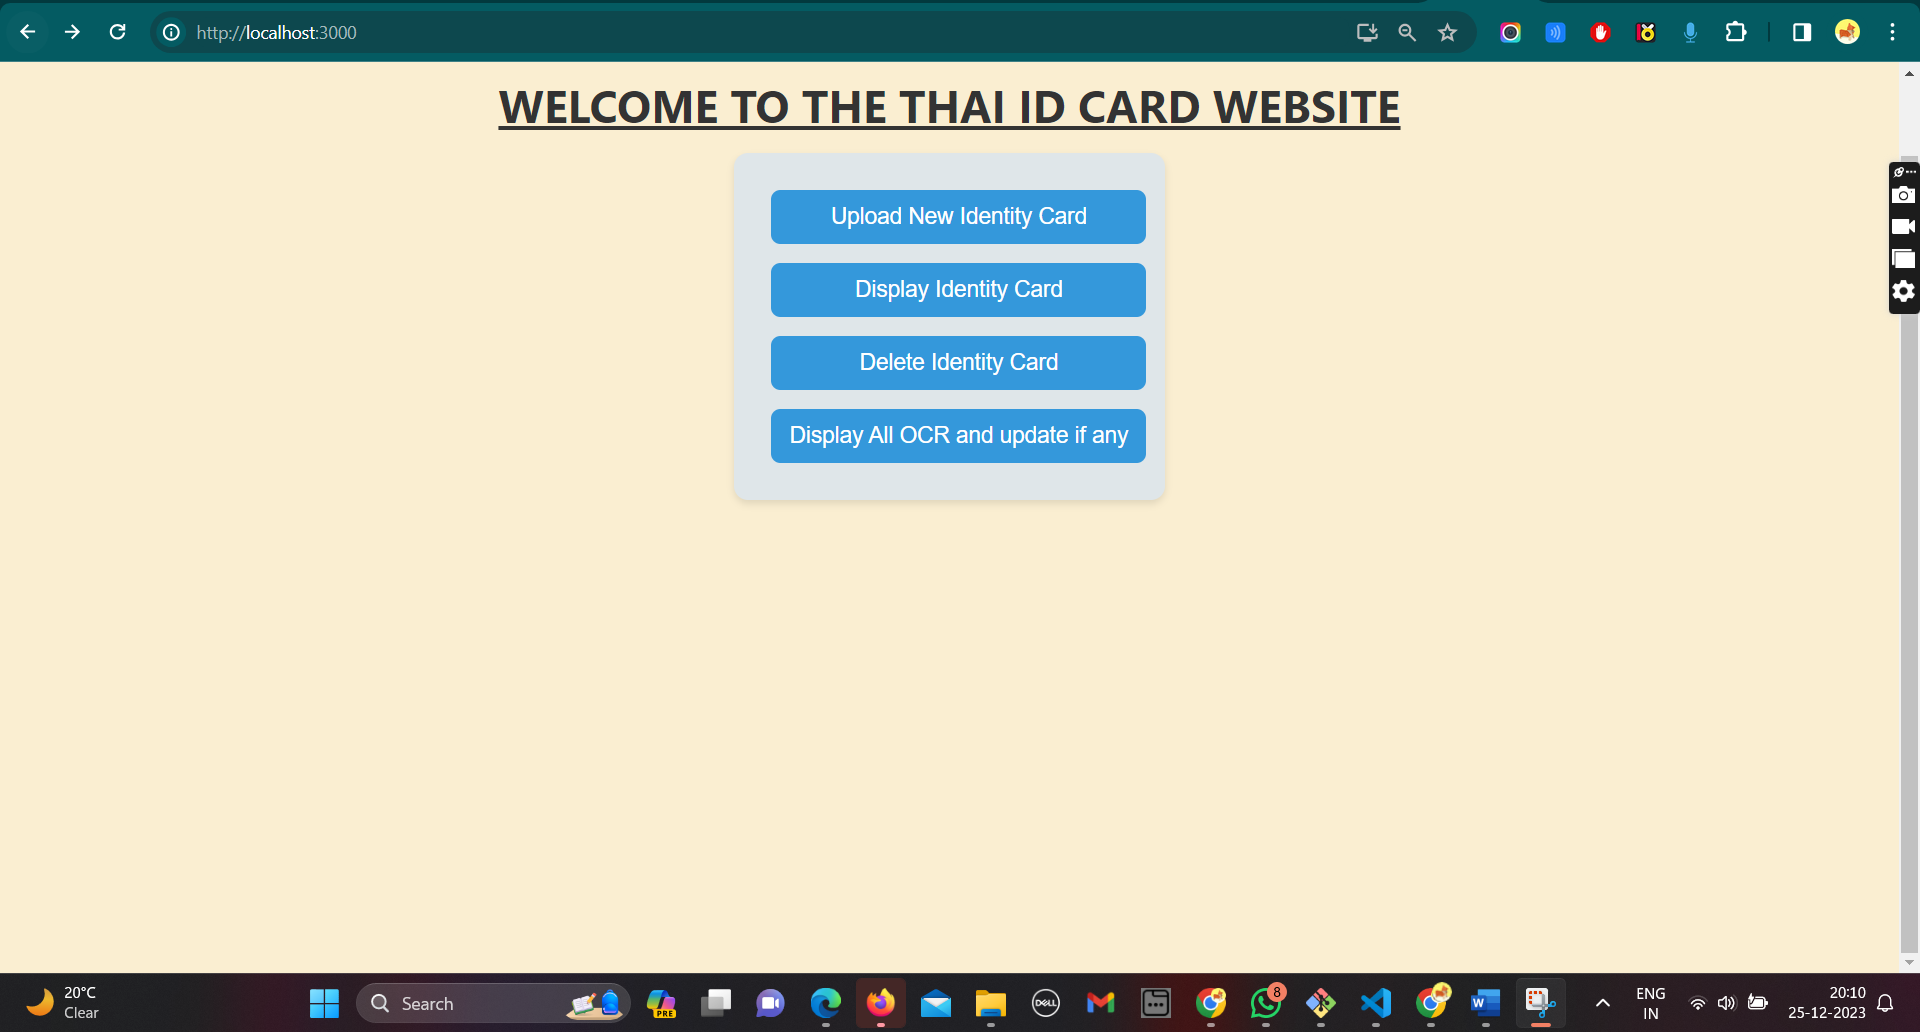 http://localhost:3000
WELCOME TO THE THAI ID CARD WEBSITE
Upload New Identity Card
Display Identity Card
Delete Identity Card
Display All OCR and update if any
20°C
Clear
Search
PRE
DELL
8
W
ENG
IN
20:10
25-12-2023